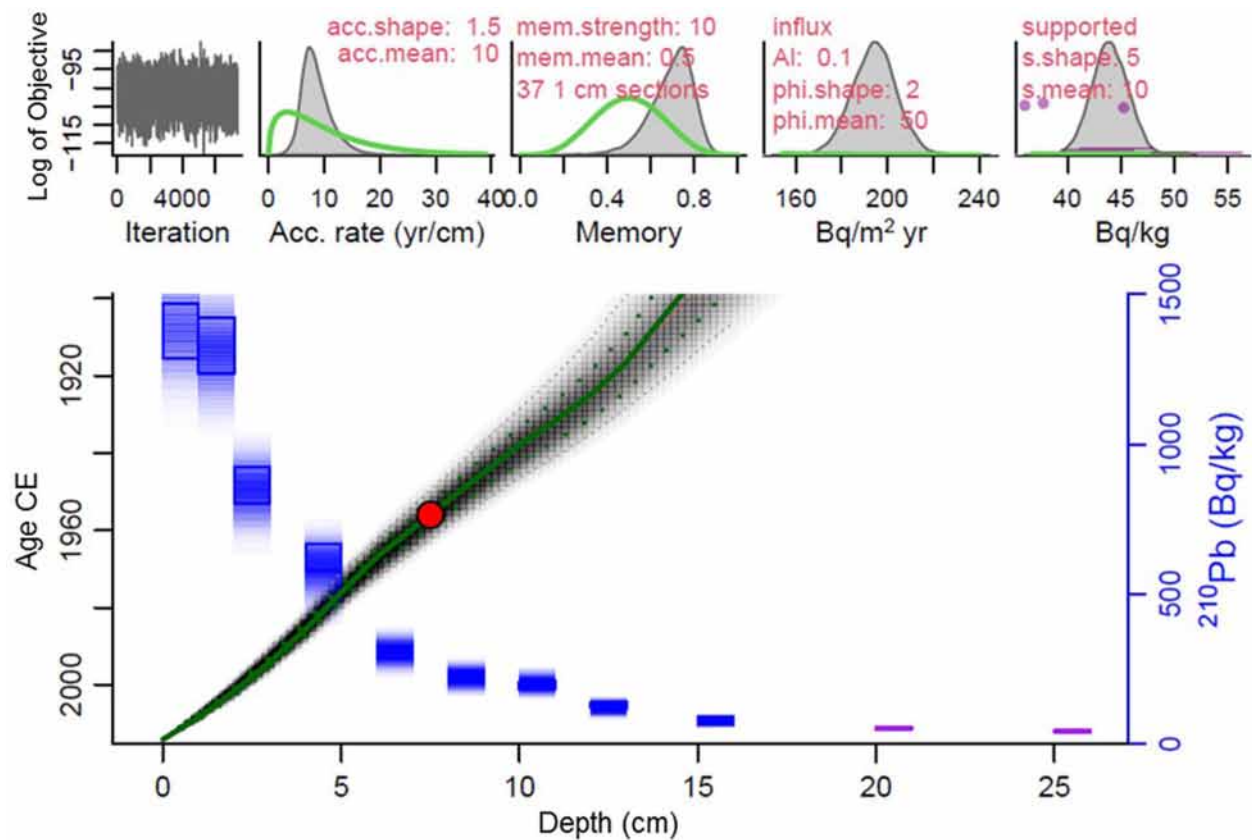 Log of Objective
−95
−115
0
4000
Iteration
acc.shape: 1.5
acc.mean: 10
0 10 20 30 40
Acc. rate (yr/cm)
mem.strength: 10
mem.mean: 0.5
37 1 cm sections
0.0 0.4 0.8
Memory
influx
Al: 0.1
phi.shape: 2
phi.mean: 50
160 200 240
Bq/m² yr
supported
s.shape: 5
s.mean: 10
40 45 50 55
Bq/kg
Age CE
1920
1960
2000
0 5 10 15 20 25
Depth (cm)
0
500
1000
1500
²¹⁰Pb (Bq/kg)